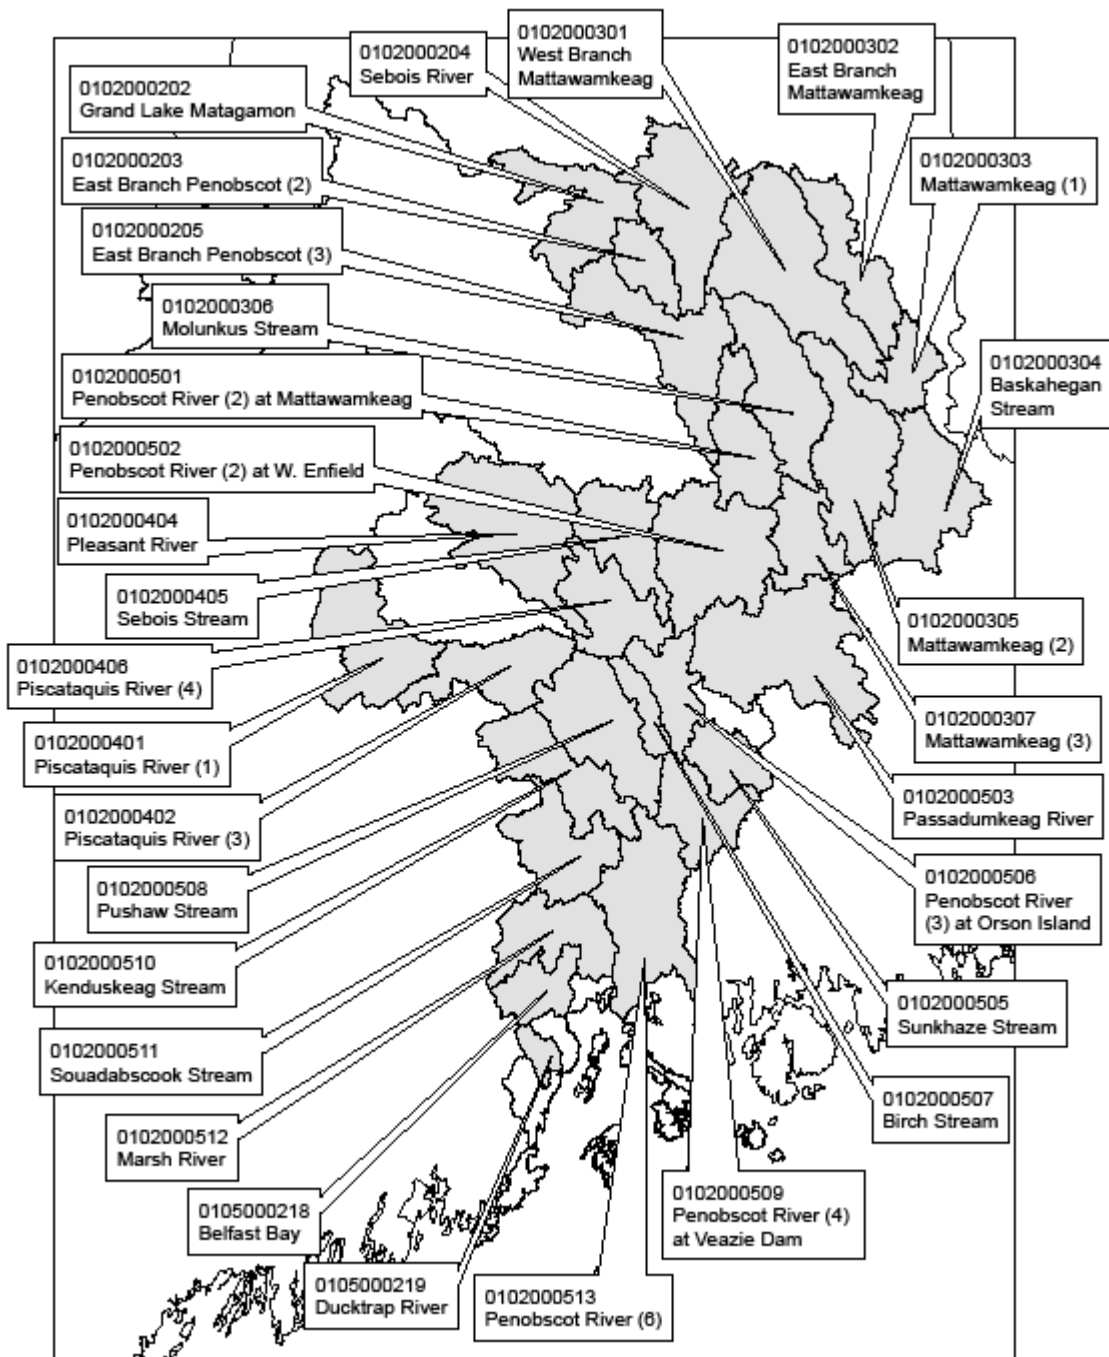 0102000301
West Branch
Mattawamkeag
0102000302
East Branch
Mattawamkeag
0102000204
Sebois River
0102000202
Grand Lake Matagamon
0102000303
Mattawamkeag (1)
0102000203
East Branch Penobscot (2)
0102000205
East Branch Penobscot (3)
0102000306
Molunkus Stream
0102000304
Baskahegan
Stream
0102000501
Penobscot River (2) at Mattawamkeag
0102000502
Penobscot River (2) at W. Enfield
0102000404
Pleasant River
0102000405
Sebois Stream
0102000305
Mattawamkeag (2)
0102000406
Piscataquis River (4)
0102000307
Mattawamkeag (3)
0102000401
Piscataquis River (1)
0102000503
Passadumkeag River
0102000402
Piscataquis River (3)
0102000506
Penobscot River
(3) at Orson Island
0102000508
Pushaw Stream
0102000510
Kenduskeag Stream
0102000505
Sunkhaze Stream
0102000511
Souadabscook Stream
0102000507
Birch Stream
0102000512
Marsh River
0102000509
Penobscot River (4)
at Veazie Dam
0105000218
Belfast Bay
0105000219
Ducktrap River
0102000513
Penobscot River (6)